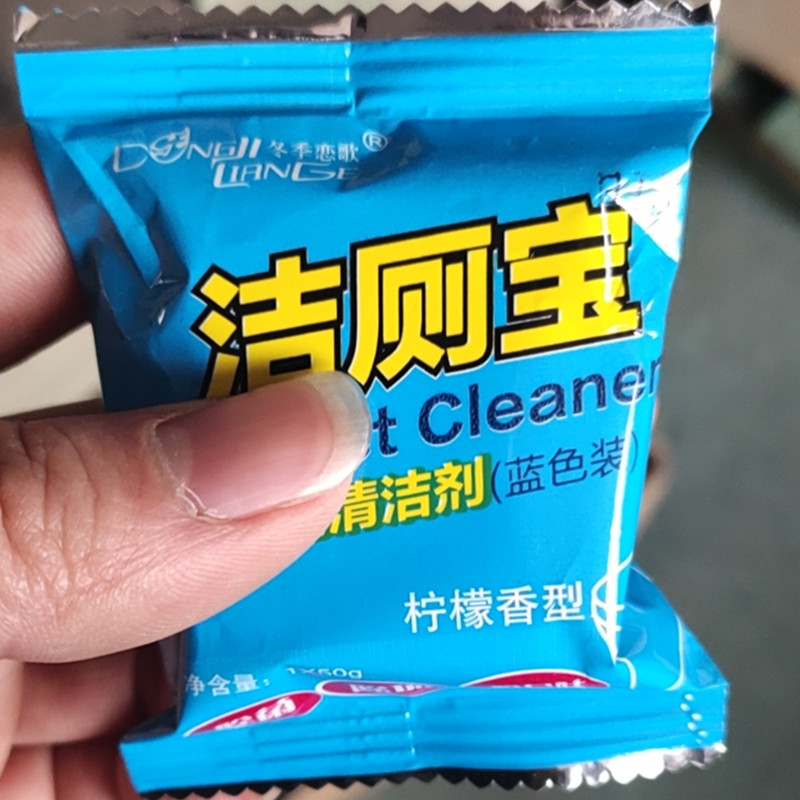 DONGJI 冬季恋歌®
LIANGE
洁厕宝
Cleaner
清洁剂(蓝色装)
柠檬香型
净含量: 1×50g